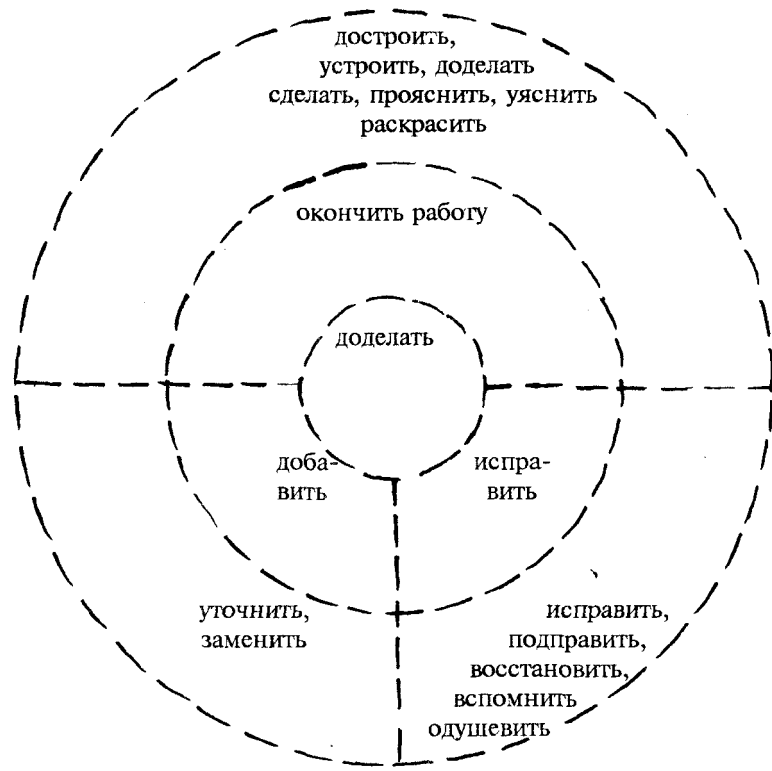 достроить,
устроить, доделать
сделать, прояснить, уяснить
раскрасить
окончить работу
доделать
доба-
вить
испра-
вить
уточнить,
заменить
исправить,
подправить,
восстановить,
вспомнить
одушевить